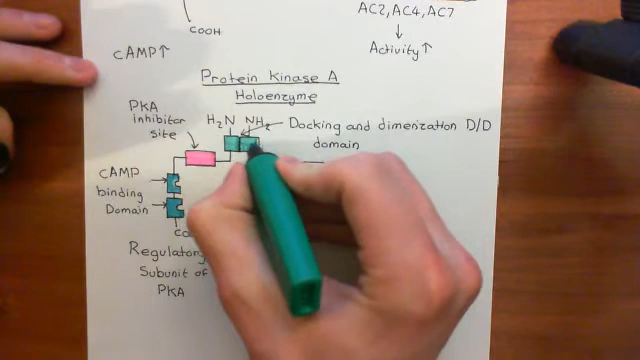 COOH
AC2, AC4, AC7
cAMP↑
Activity↑
Protein Kinase A
Holoenzyme
PKA
inhibitor
site
H₂N NH₂
Docking and dimerization D/D
domain
cAMP
binding
Domain
Regulatory
Subunit of
PKA